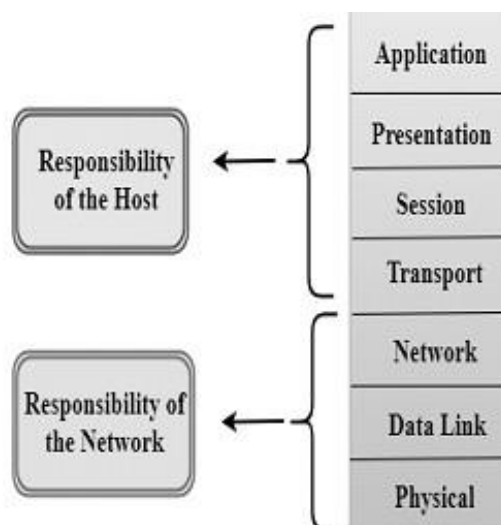 Application
Presentation
Session
Transport
Network
Data Link
Physical
Responsibility
of the Host
Responsibility of
the Network